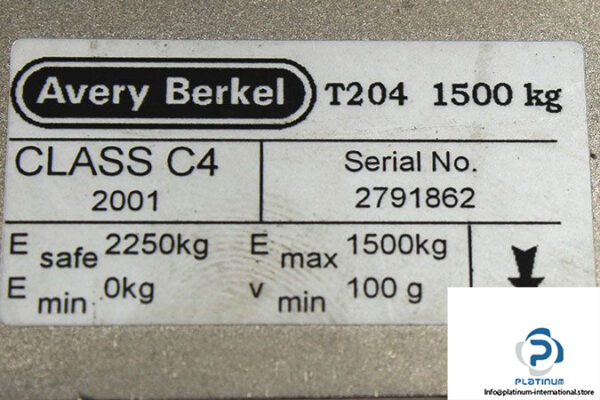 Avery Berkel T204 1500 kg
CLASS C4
2001
Serial No.
2791862
E safe 2250kg E max 1500kg
E min 0kg v min 100 g
PLATINUM
Info@platinum-international.store